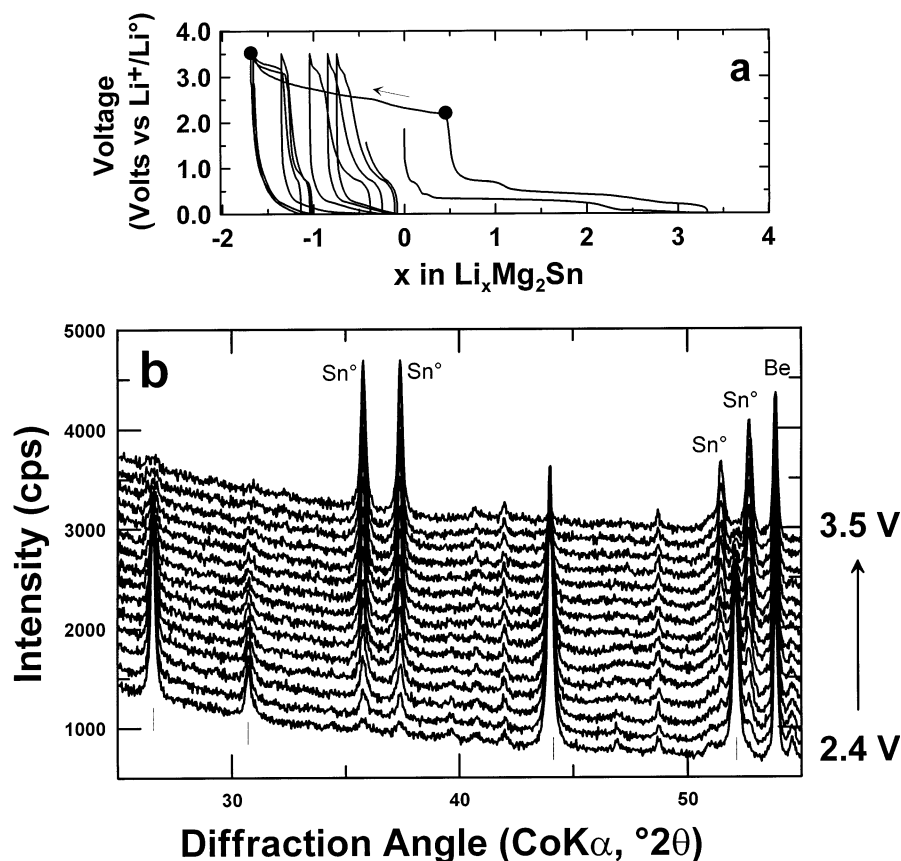 4.0
3.0
2.0
1.0
0.0
Voltage
(Volts vs Li⁺/Li°)
a
-2 -1 0 1 2 3 4
x in LiₓMg₂Sn
b
5000
4000
3000
2000
1000
Intensity (cps)
Sn° Sn° Sn° Sn° Be
3.5 V
2.4 V
30 40 50
Diffraction Angle (CoKα, °2θ)